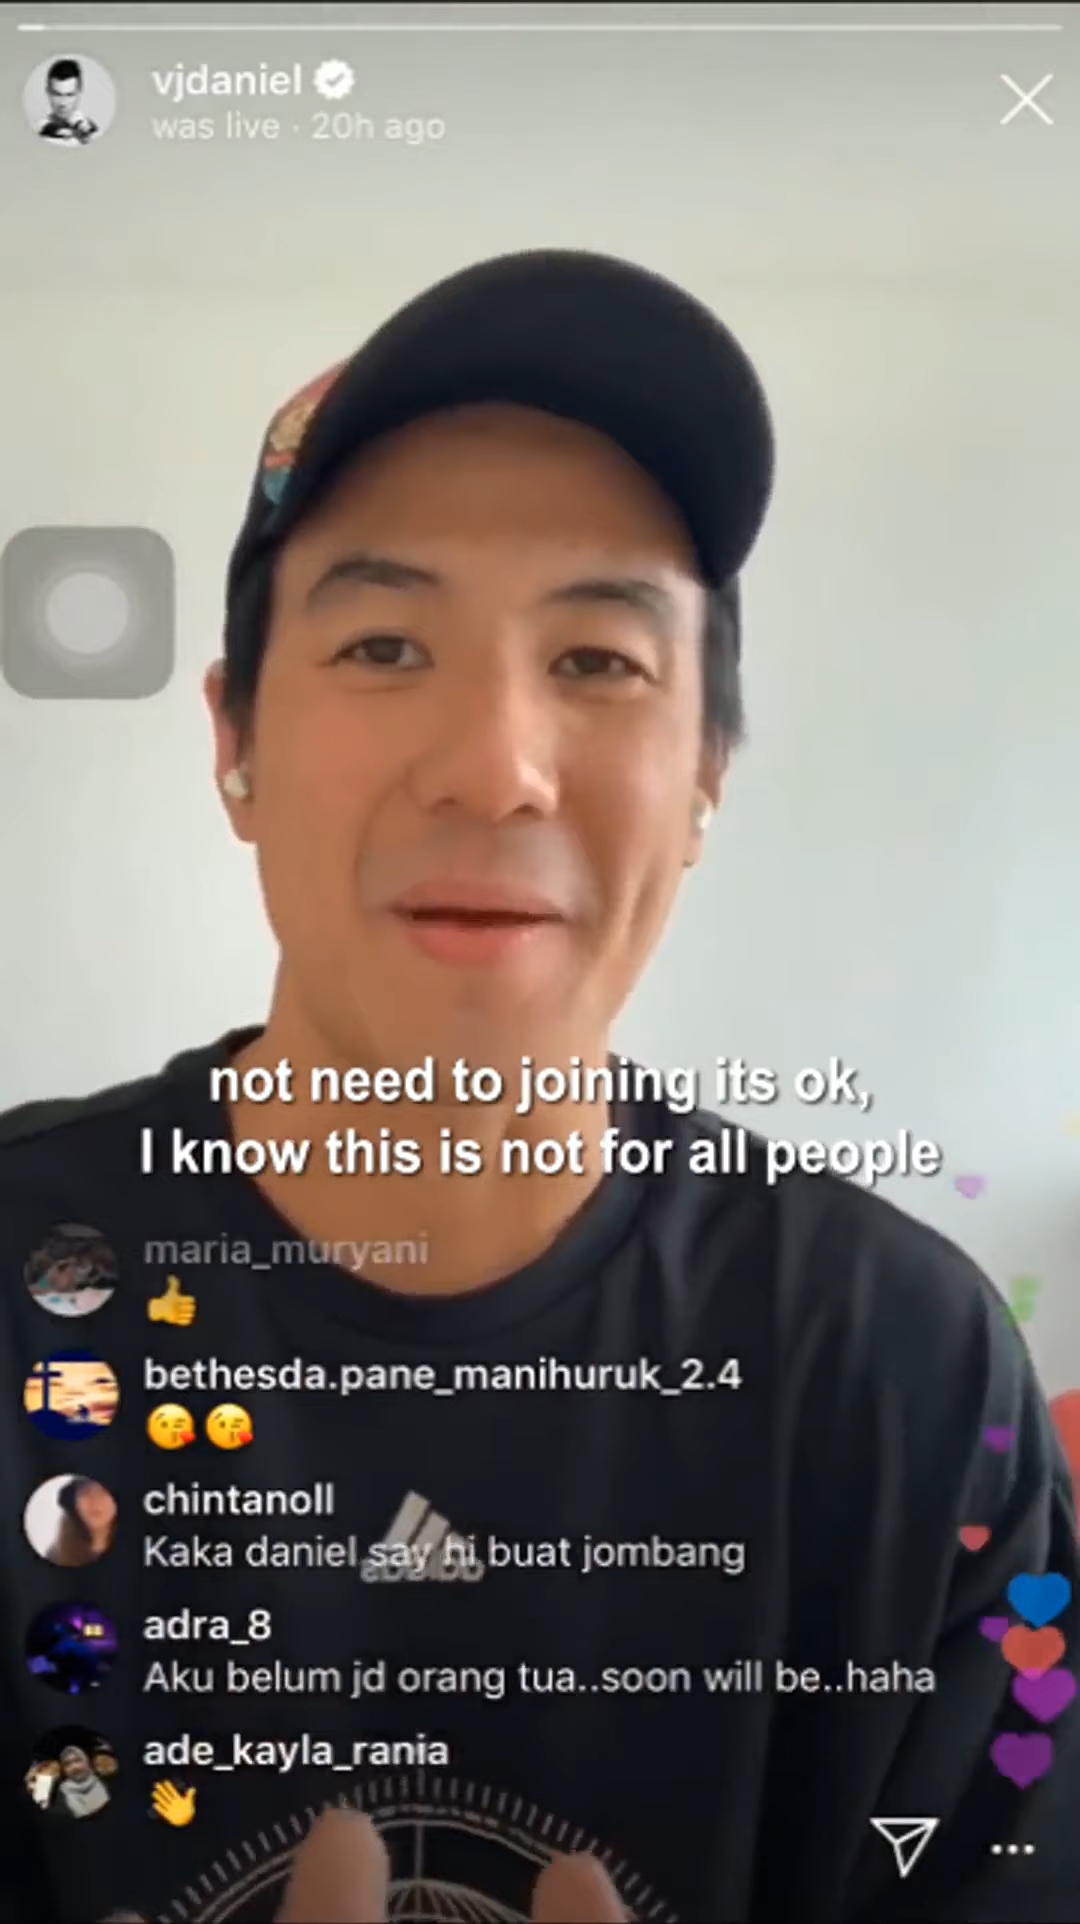 vjdaniel
was live · 20h ago
not need to joining its ok,
I know this is not for all people
maria_muryani
👍
bethesda.pane_manihuruk_2.4
😘 😘
chintanoll
Kaka daniel say hi buat jombang
adidas
adra_8
Aku belum jd orang tua..soon will be..haha
ade_kayla_rania
👋